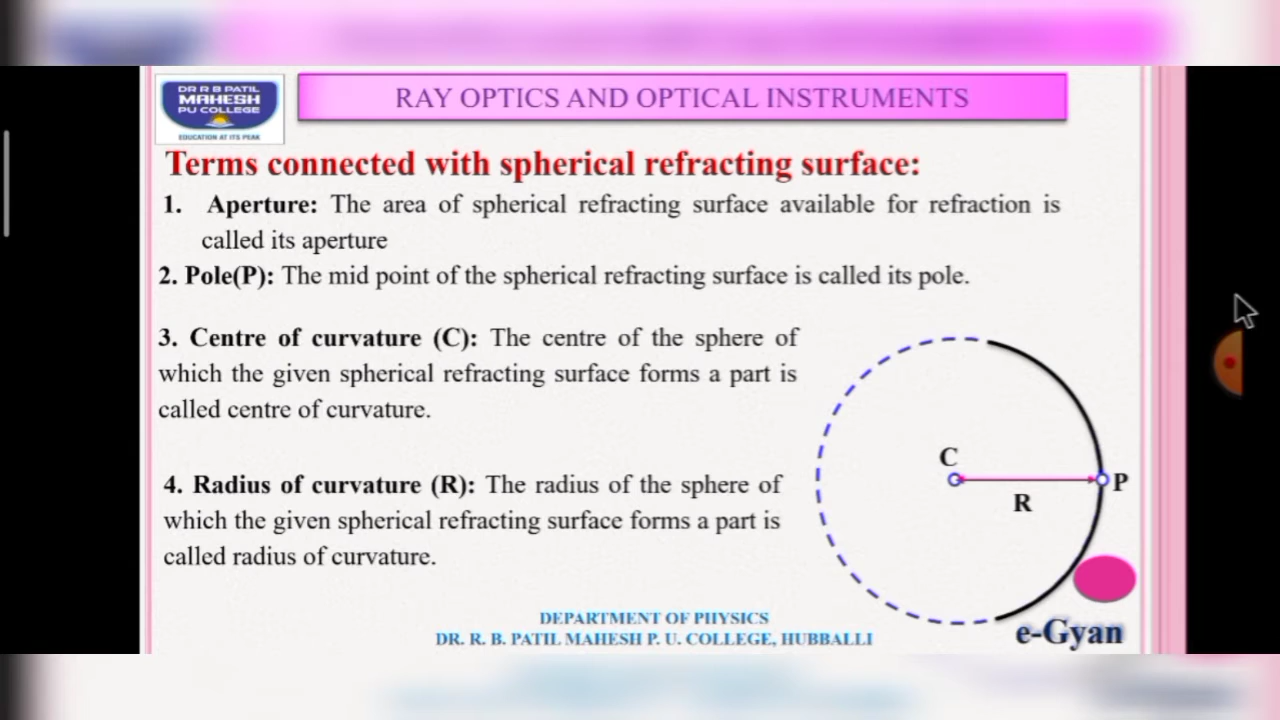 DR R B PATIL
MAHESH
PU COLLEGE
EDUCATION AT ITS PEAK
RAY OPTICS AND OPTICAL INSTRUMENTS
Terms connected with spherical refracting surface:
1. Aperture: The area of spherical refracting surface available for refraction is
called its aperture
2. Pole(P): The mid point of the spherical refracting surface is called its pole.
3. Centre of curvature (C): The centre of the sphere of
which the given spherical refracting surface forms a part is
called centre of curvature.
4. Radius of curvature (R): The radius of the sphere of
which the given spherical refracting surface forms a part is
called radius of curvature.
C
P
R
DEPARTMENT OF PHYSICS
DR. R. B. PATIL MAHESH P. U. COLLEGE, HUBBALLI
e-Gyan